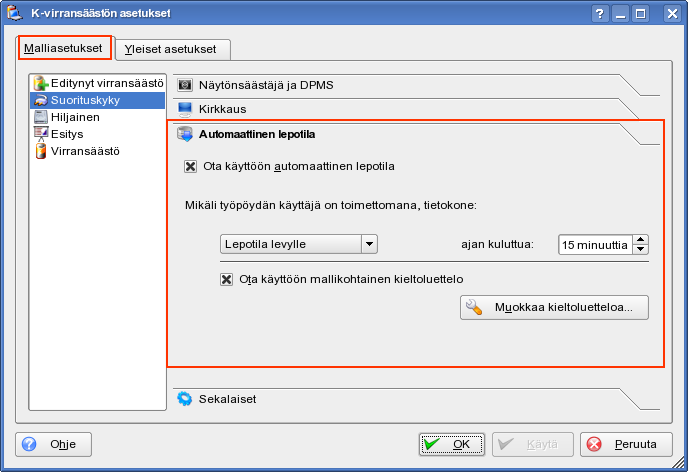 K-virransäästön asetukset
Malliasetukset
Yleiset asetukset
Editynyt virransäästö
Suorituskyky
Hiljainen
Esitys
Virransäästö
Näytönsäästäjä ja DPMS
Kirkkaus
Automaattinen lepotila
Ota käyttöön automaattinen lepotila
Mikäli työpöydän käyttäjä on toimettomana, tietokone:
Lepotila levylle
ajan kuluttua:
15 minuuttia
Ota käyttöön mallikohtainen kieltoluettelo
Muokkaa kieltoluetteloa...
Sekalaiset
Ohje
OK
Käytä
Peruuta